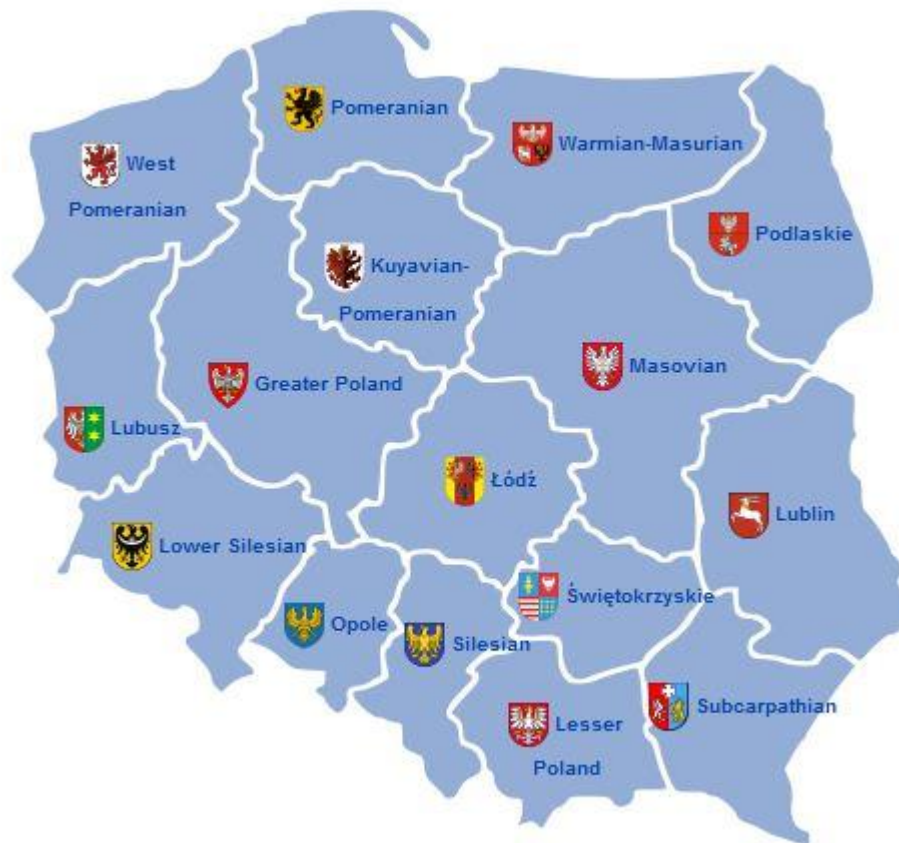 Pomeranian
Warmian-Masurian
West
Pomeranian
Podlaskie
Kuyavian-
Pomeranian
Masovian
Greater Poland
Lubusz
Łódź
Lublin
Lower Silesian
Świętokrzyskie
Opole
Silesian
Subcarpathian
Lesser
Poland